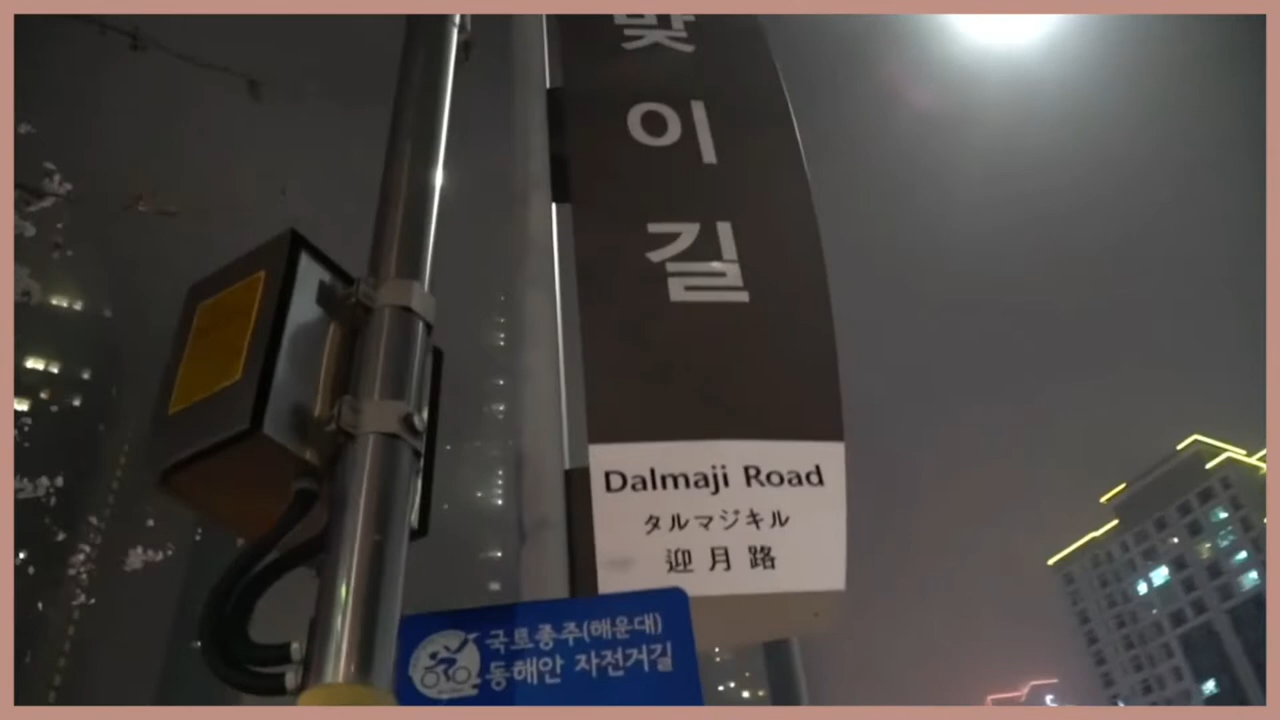 맞
이
길
Dalmaji Road
タルマジキル
迎月路
국토종주(해운대)
동해안 자전거길